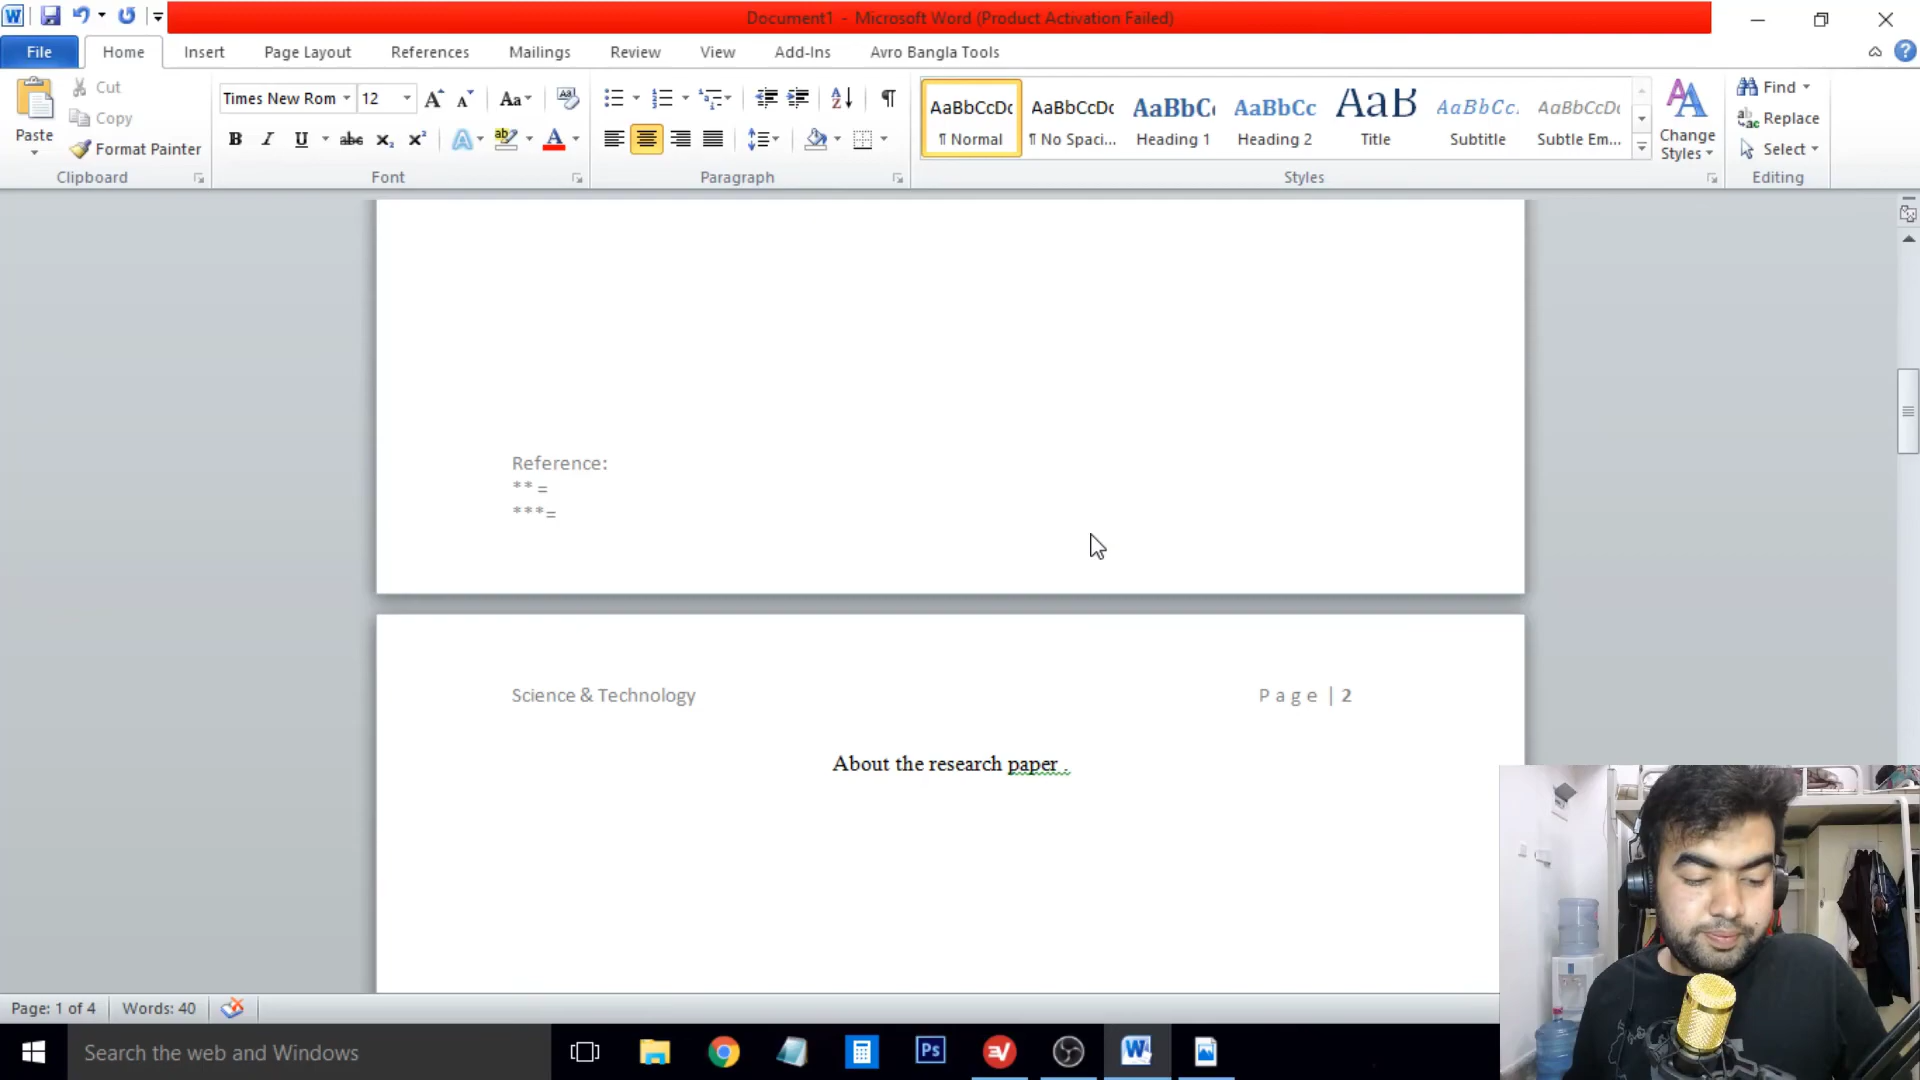 Document1 - Microsoft Word (Product Activation Failed)
File Home Insert Page Layout References Mailings Review View Add-Ins Avro Bangla Tools
Paste
Cut
Copy
Format Painter
Clipboard
Times New Rom 12
Font
Paragraph
AaBbCcDc AaBbCcDc AaBbC AaBbCc AaB AaBbCc. AaBbCcDc
¶ Normal ¶ No Spaci... Heading 1 Heading 2 Title Subtitle Subtle Em...
Change Styles
Styles
Find
Replace
Select
Editing
Reference:
** =
***=
Science & Technology
Page | 2
About the research paper .
Page: 1 of 4 Words: 40
Search the web and Windows
Ps